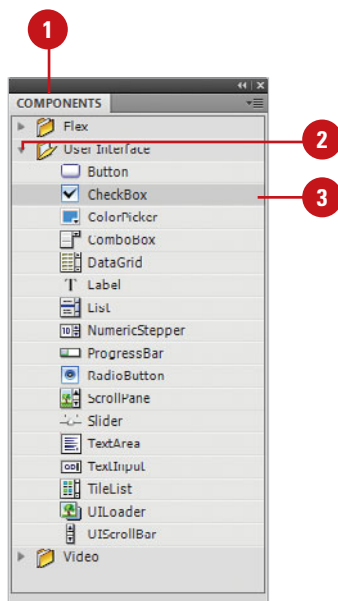 1
COMPONENTS
Flex
User Interface
2
Button
CheckBox
3
ColorPicker
ComboBox
DataGrid
Label
List
NumericStepper
ProgressBar
RadioButton
ScrollPane
Slider
TextArea
TextInput
TileList
UILoader
UIScrollBar
Video